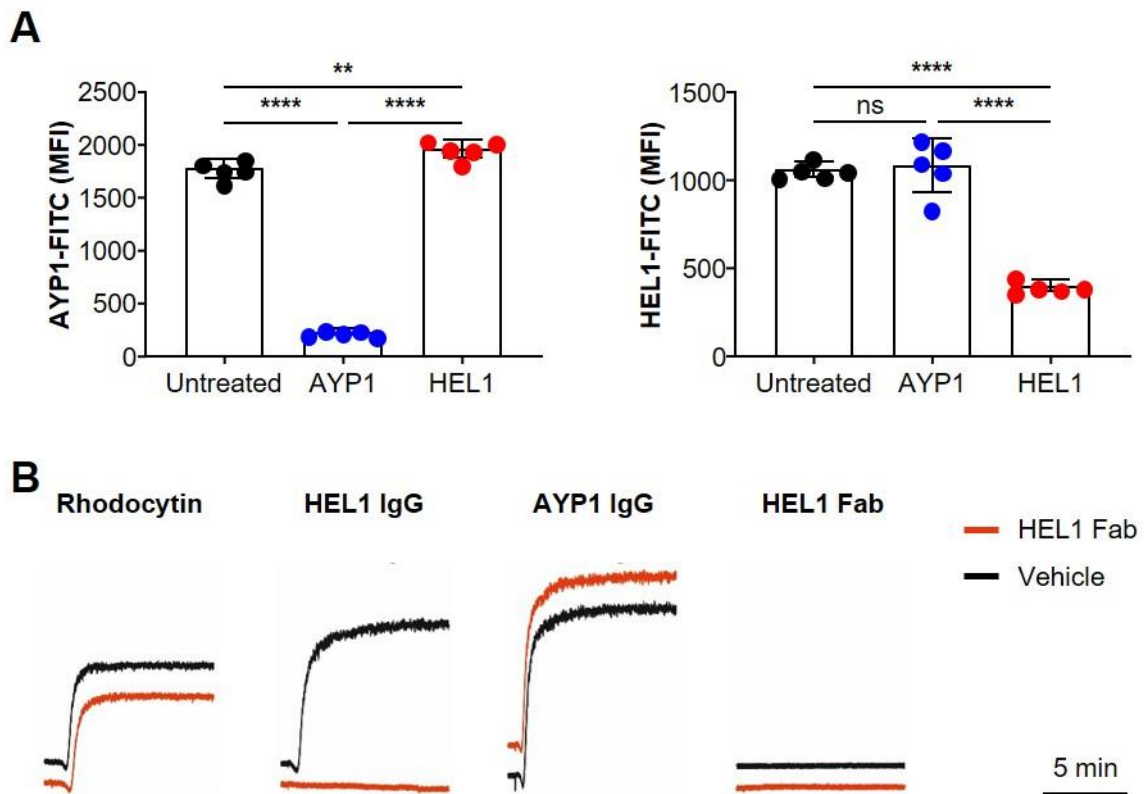 A
AYP1-FITC (MFI)
2500
2000
1500
1000
500
0
**
**** ****
Untreated AYP1 HEL1
HEL1-FITC (MFI)
1500
1000
500
0
****
ns ****
Untreated AYP1 HEL1
B
Rhodocytin HEL1 IgG AYP1 IgG HEL1 Fab
HEL1 Fab
Vehicle
5 min